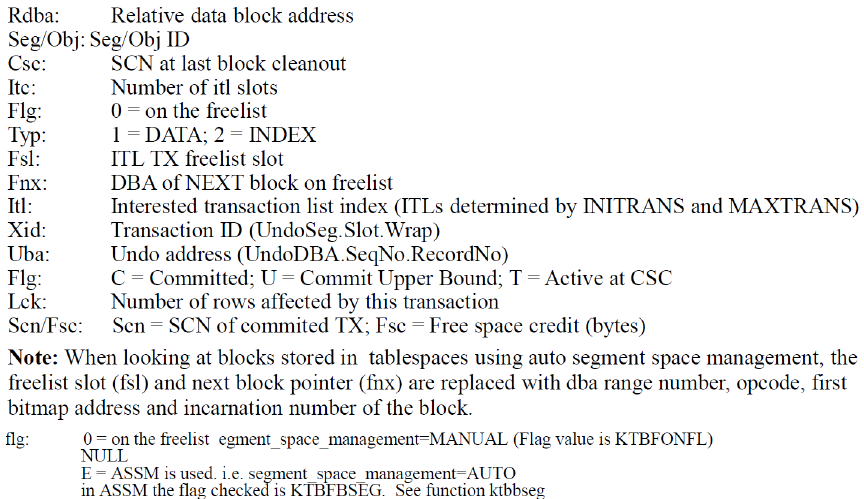 Rdba: Relative data block address
Seg/Obj: Seg/Obj ID
Csc: SCN at last block cleanout
Itc: Number of itl slots
Flg: 0 = on the freelist
Typ: 1 = DATA; 2 = INDEX
Fsl: ITL TX freelist slot
Fnx: DBA of NEXT block on freelist
Itl: Interested transaction list index (ITLs determined by INITRANS and MAXTRANS)
Xid: Transaction ID (UndoSeg.Slot.Wrap)
Uba: Undo address (UndoDBA.SeqNo.RecordNo)
Flg: C = Committed; U = Commit Upper Bound; T = Active at CSC
Lck: Number of rows affected by this transaction
Scn/Fsc: Scn = SCN of commited TX; Fsc = Free space credit (bytes)
Note: When looking at blocks stored in tablespaces using auto segment space management, the
freelist slot (fsl) and next block pointer (fnx) are replaced with dba range number, opcode, first
bitmap address and incarnation number of the block.
flg: 0 = on the freelist egment_space_management=MANUAL (Flag value is KTBFONFL)
NULL
E = ASSM is used. i.e. segment_space_management=AUTO
in ASSM the flag checked is KTBFBSEG. See function ktbbseg